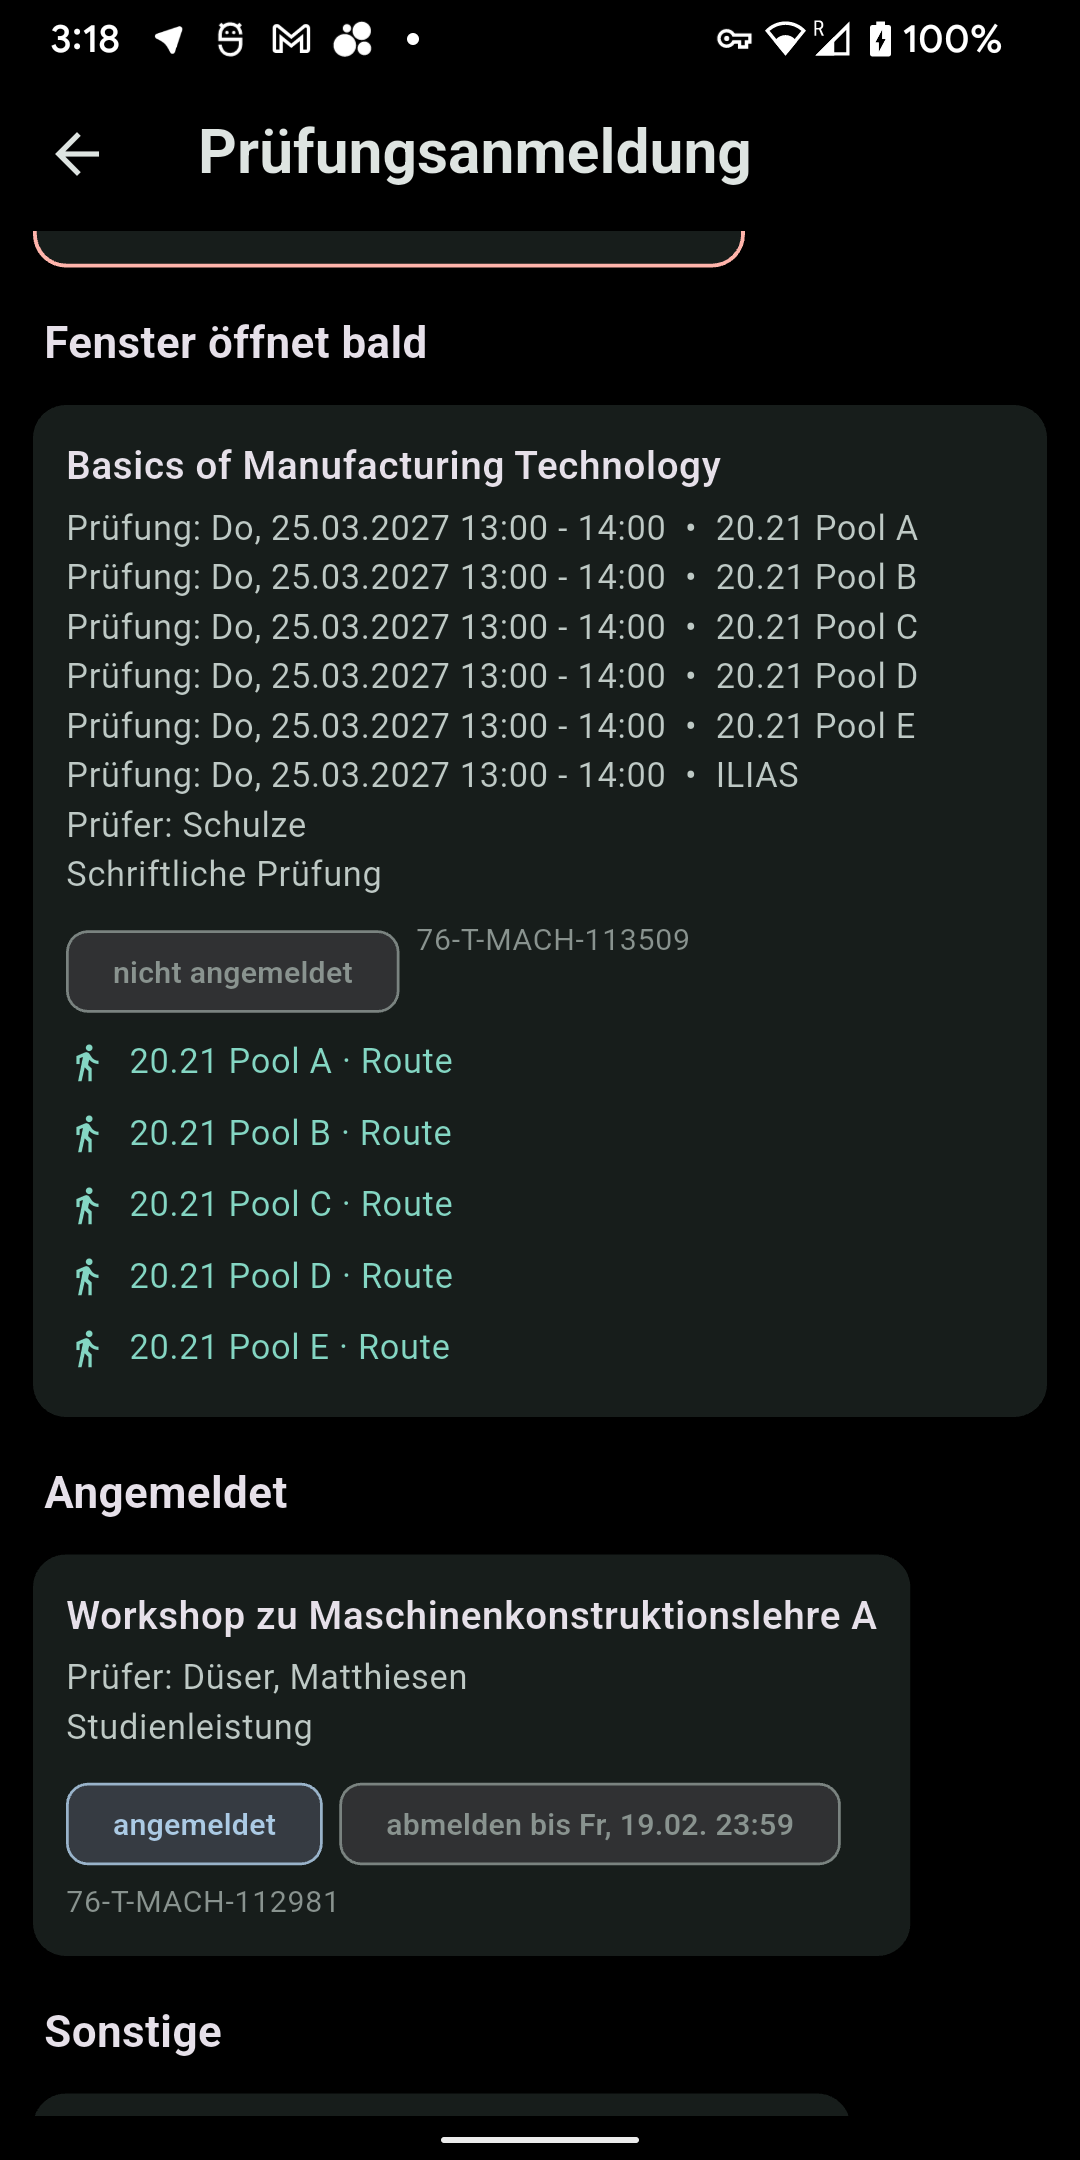 3:18
R
100%
Prüfungsanmeldung
Fenster öffnet bald
Basics of Manufacturing Technology
Prüfung: Do, 25.03.2027 13:00 - 14:00 • 20.21 Pool A
Prüfung: Do, 25.03.2027 13:00 - 14:00 • 20.21 Pool B
Prüfung: Do, 25.03.2027 13:00 - 14:00 • 20.21 Pool C
Prüfung: Do, 25.03.2027 13:00 - 14:00 • 20.21 Pool D
Prüfung: Do, 25.03.2027 13:00 - 14:00 • 20.21 Pool E
Prüfung: Do, 25.03.2027 13:00 - 14:00 • ILIAS
Prüfer: Schulze
Schriftliche Prüfung
nicht angemeldet 76-T-MACH-113509
20.21 Pool A · Route
20.21 Pool B · Route
20.21 Pool C · Route
20.21 Pool D · Route
20.21 Pool E · Route
Angemeldet
Workshop zu Maschinenkonstruktionslehre A
Prüfer: Düser, Matthiesen
Studienleistung
angemeldet abmelden bis Fr, 19.02. 23:59
76-T-MACH-112981
Sonstige